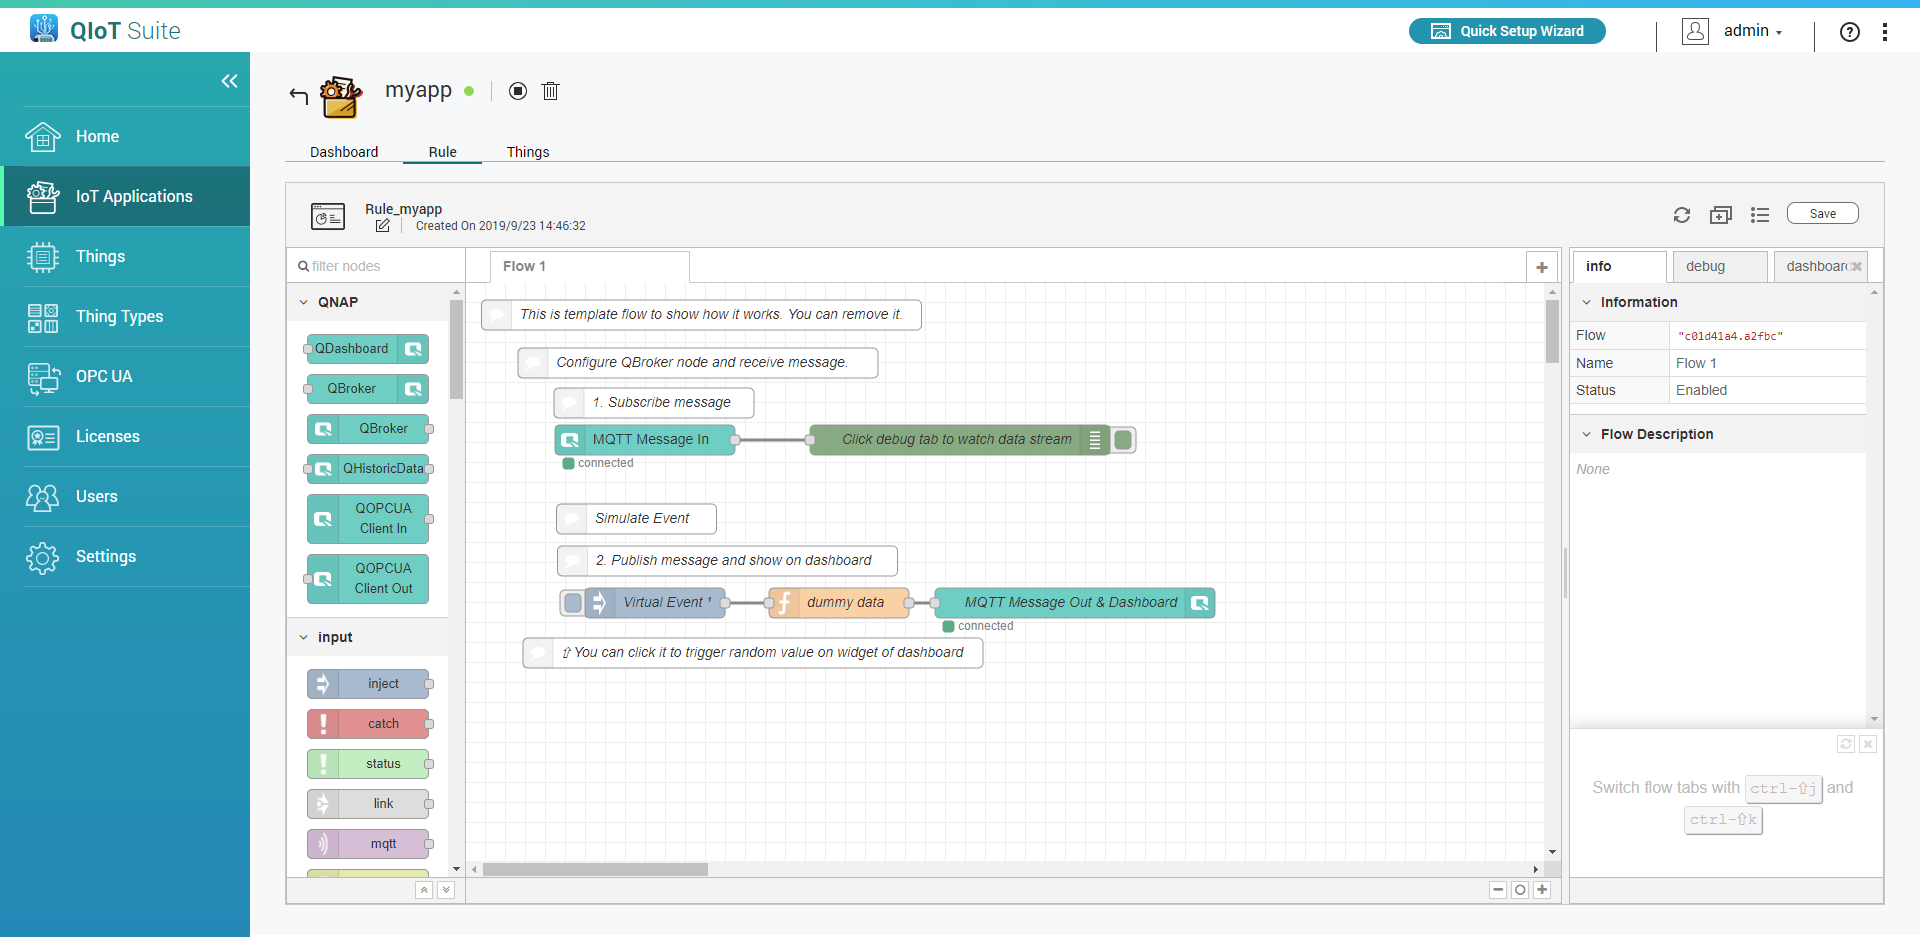 QIoT Suite
Quick Setup Wizard
admin
Home
IoT Applications
Things
Thing Types
OPC UA
Licenses
Users
Settings
myapp
Dashboard
Rule
Things
Rule_myapp
Created On 2019/9/23 14:46:32
Save
filter nodes
QNAP
QDashboard
QBroker
QBroker
QHistoricData
QOPCUA
Client In
QOPCUA
Client Out
input
inject
catch
status
link
mqtt
Flow 1
This is template flow to show how it works. You can remove it.
Configure QBroker node and receive message.
1. Subscribe message
MQTT Message In
Click debug tab to watch data stream
connected
Simulate Event
2. Publish message and show on dashboard
Virtual Event ¹
dummy data
MQTT Message Out & Dashboard
connected
⇧ You can click it to trigger random value on widget of dashboard
info
debug
dashboard
Information
Flow "c01d41a4.a2fbc"
Name Flow 1
Status Enabled
Flow Description
None
Switch flow tabs with ctrl-⇧j and
ctrl-⇧k